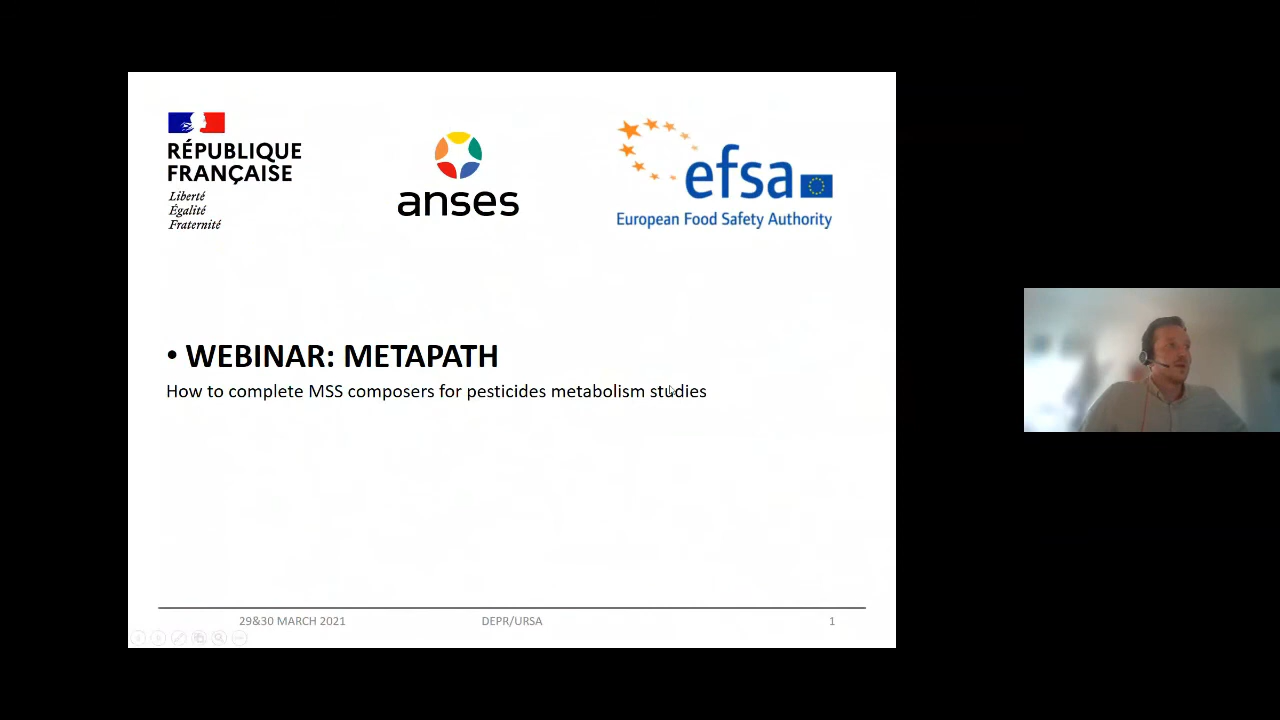 RÉPUBLIQUE
FRANÇAISE
Liberté
Égalité
Fraternité
anses
efsa
European Food Safety Authority
• WEBINAR: METAPATH
How to complete MSS composers for pesticides metabolism studies
29&30 MARCH 2021
DEPR/URSA
1